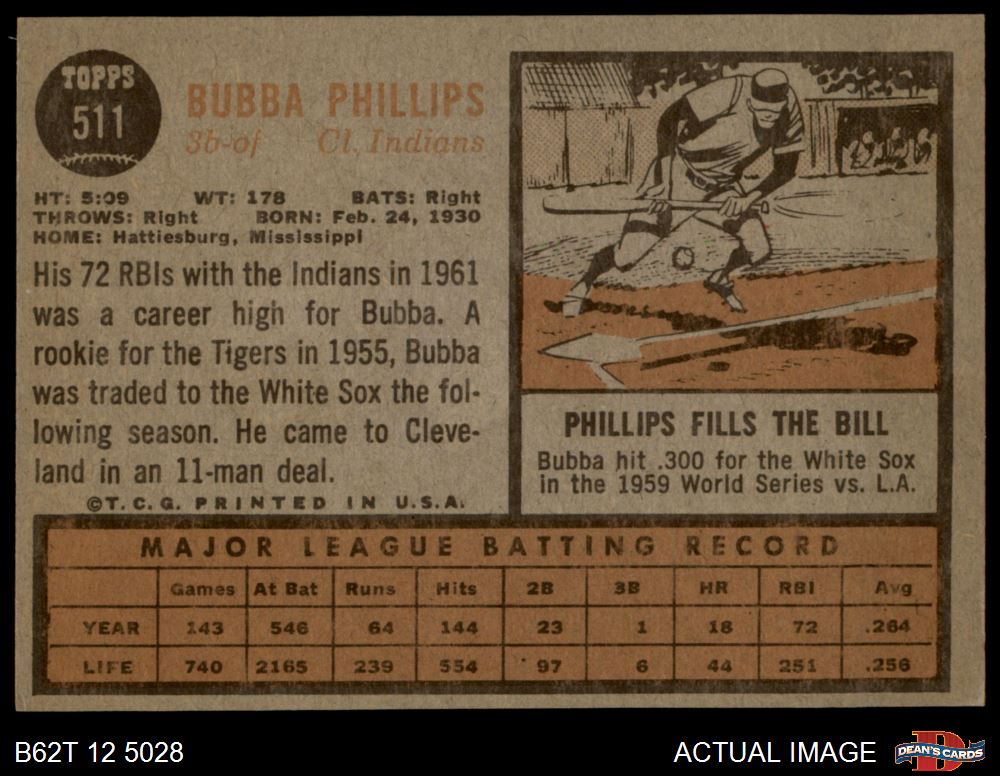 TOPPS
511
BUBBA PHILLIPS
3b-of Cl. Indians
HT: 5:09 WT: 178 BATS: Right
THROWS: Right BORN: Feb. 24, 1930
HOME: Hattiesburg, Mississippi
His 72 RBIs with the Indians in 1961
was a career high for Bubba. A
rookie for the Tigers in 1955, Bubba
was traded to the White Sox the fol-
lowing season. He came to Cleve-
land in an 11-man deal.
©T.C.G. PRINTED IN U.S.A.
PHILLIPS FILLS THE BILL
Bubba hit .300 for the White Sox
in the 1959 World Series vs. L.A.
MAJOR LEAGUE BATTING RECORD
Games At Bat Runs Hits 2B 3B HR RBI Avg
YEAR 143 546 64 144 23 1 18 72 .264
LIFE 740 2165 239 554 97 6 44 251 .256
B62T 12 5028
ACTUAL IMAGE
D
DEAN'S CARDS